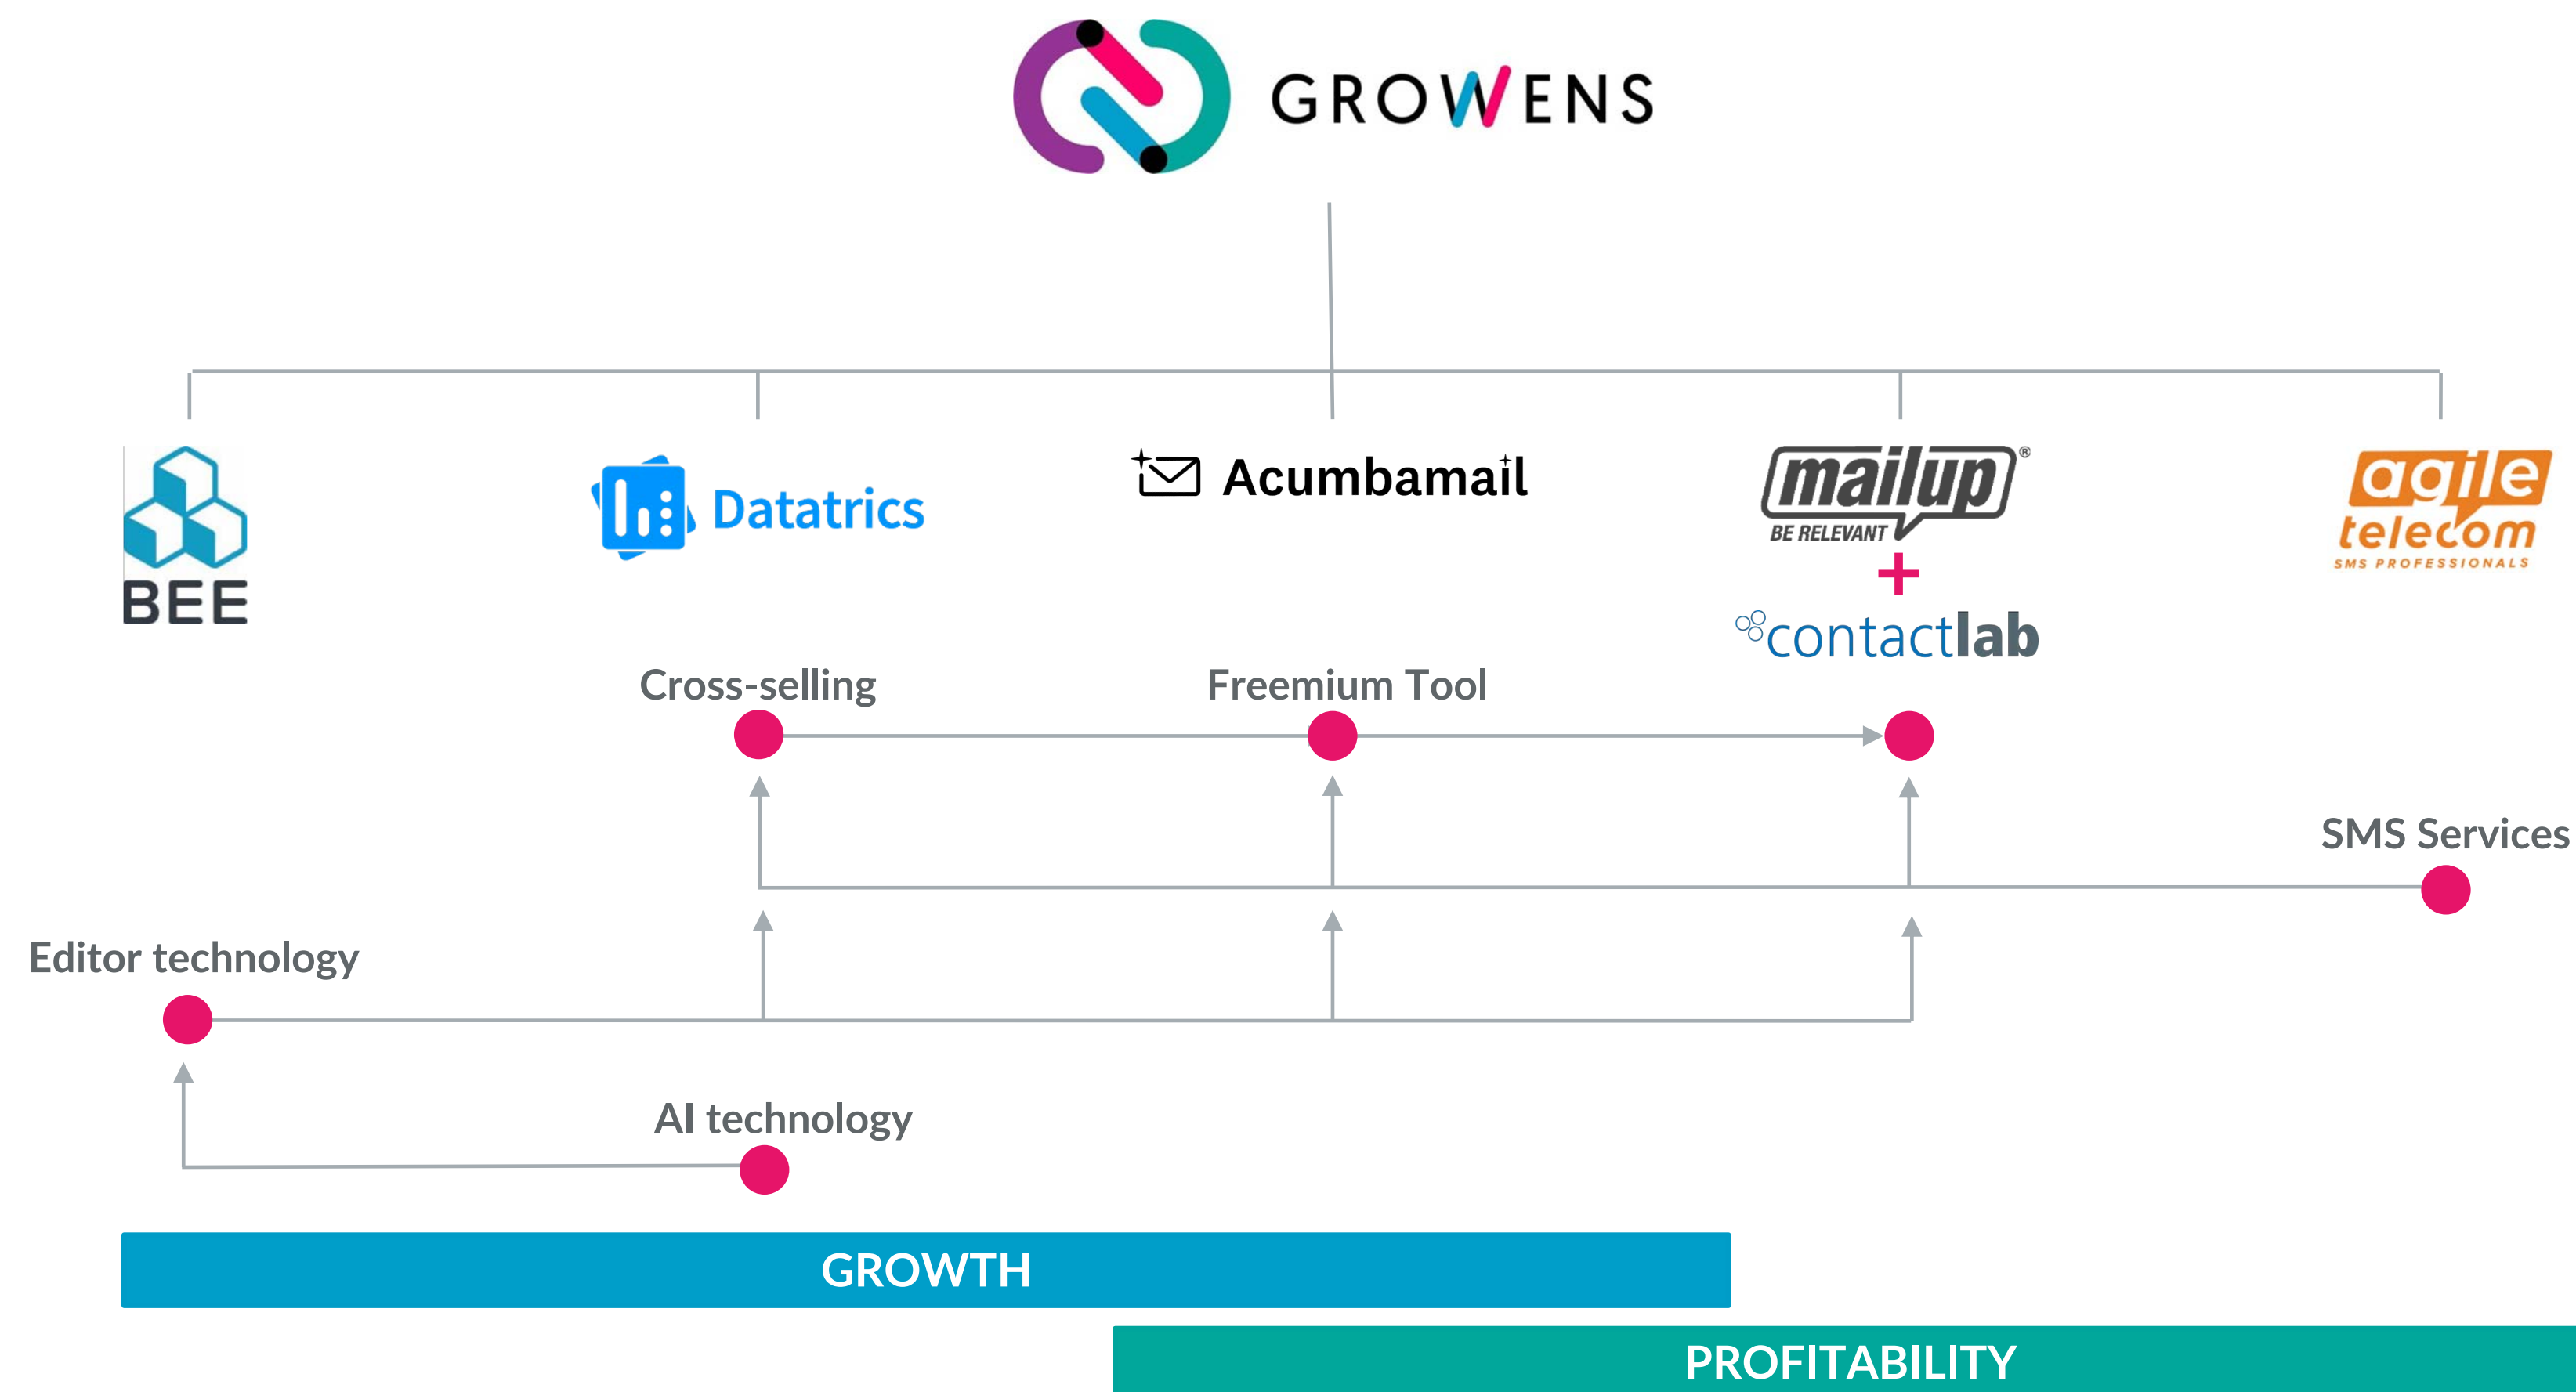 GROWENS
BEE
Datatrics
Acumbamail
mailup®
BE RELEVANT
+
contactlab
agile
telecom
SMS PROFESSIONALS
Cross-selling
Freemium Tool
SMS Services
Editor technology
AI technology
GROWTH
PROFITABILITY